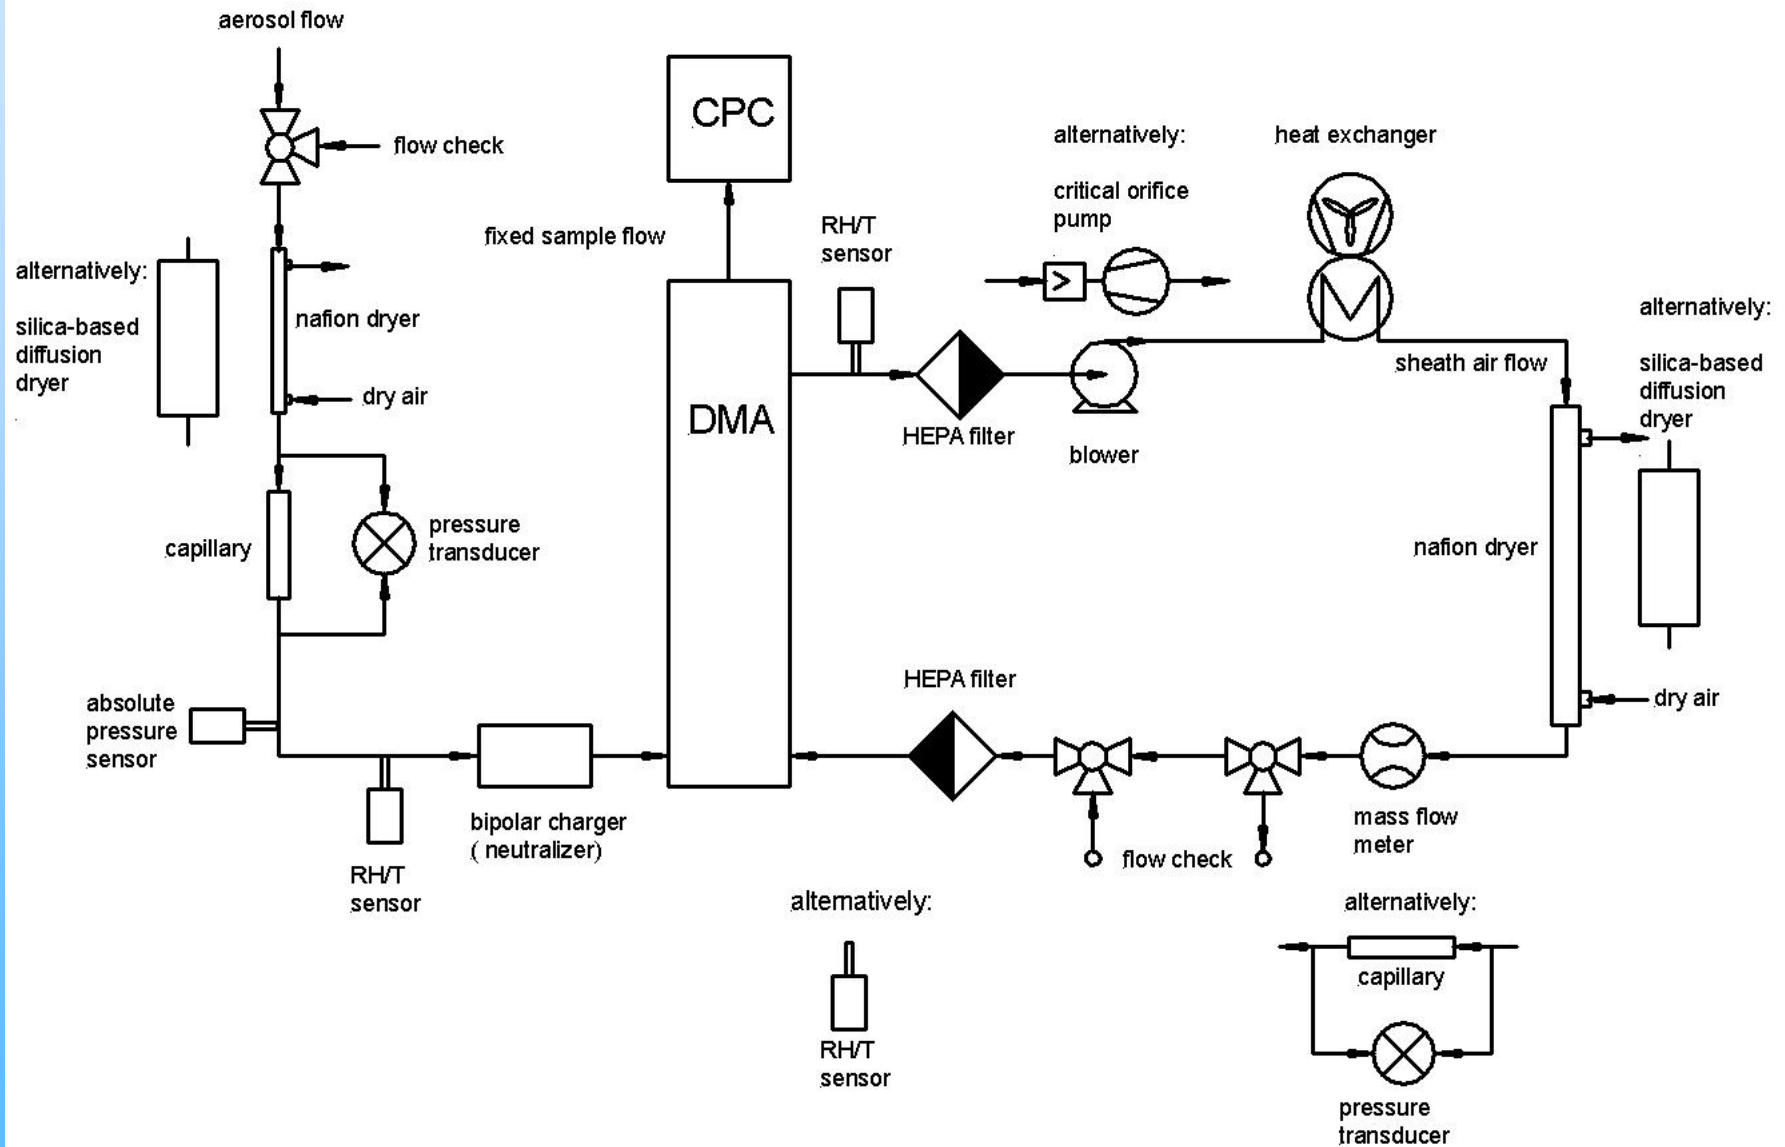 aerosol flow
flow check
alternatively:
silica-based
diffusion
dryer
nafion dryer
dry air
capillary
pressure
transducer
absolute
pressure
sensor
RH/T
sensor
bipolar charger
( neutralizer)
fixed sample flow
CPC
DMA
RH/T
sensor
HEPA filter
alternatively:
critical orifice
pump
blower
heat exchanger
sheath air flow
alternatively:
silica-based
diffusion
dryer
nafion dryer
dry air
mass flow
meter
flow check
HEPA filter
alternatively:
RH/T
sensor
alternatively:
capillary
pressure
transducer